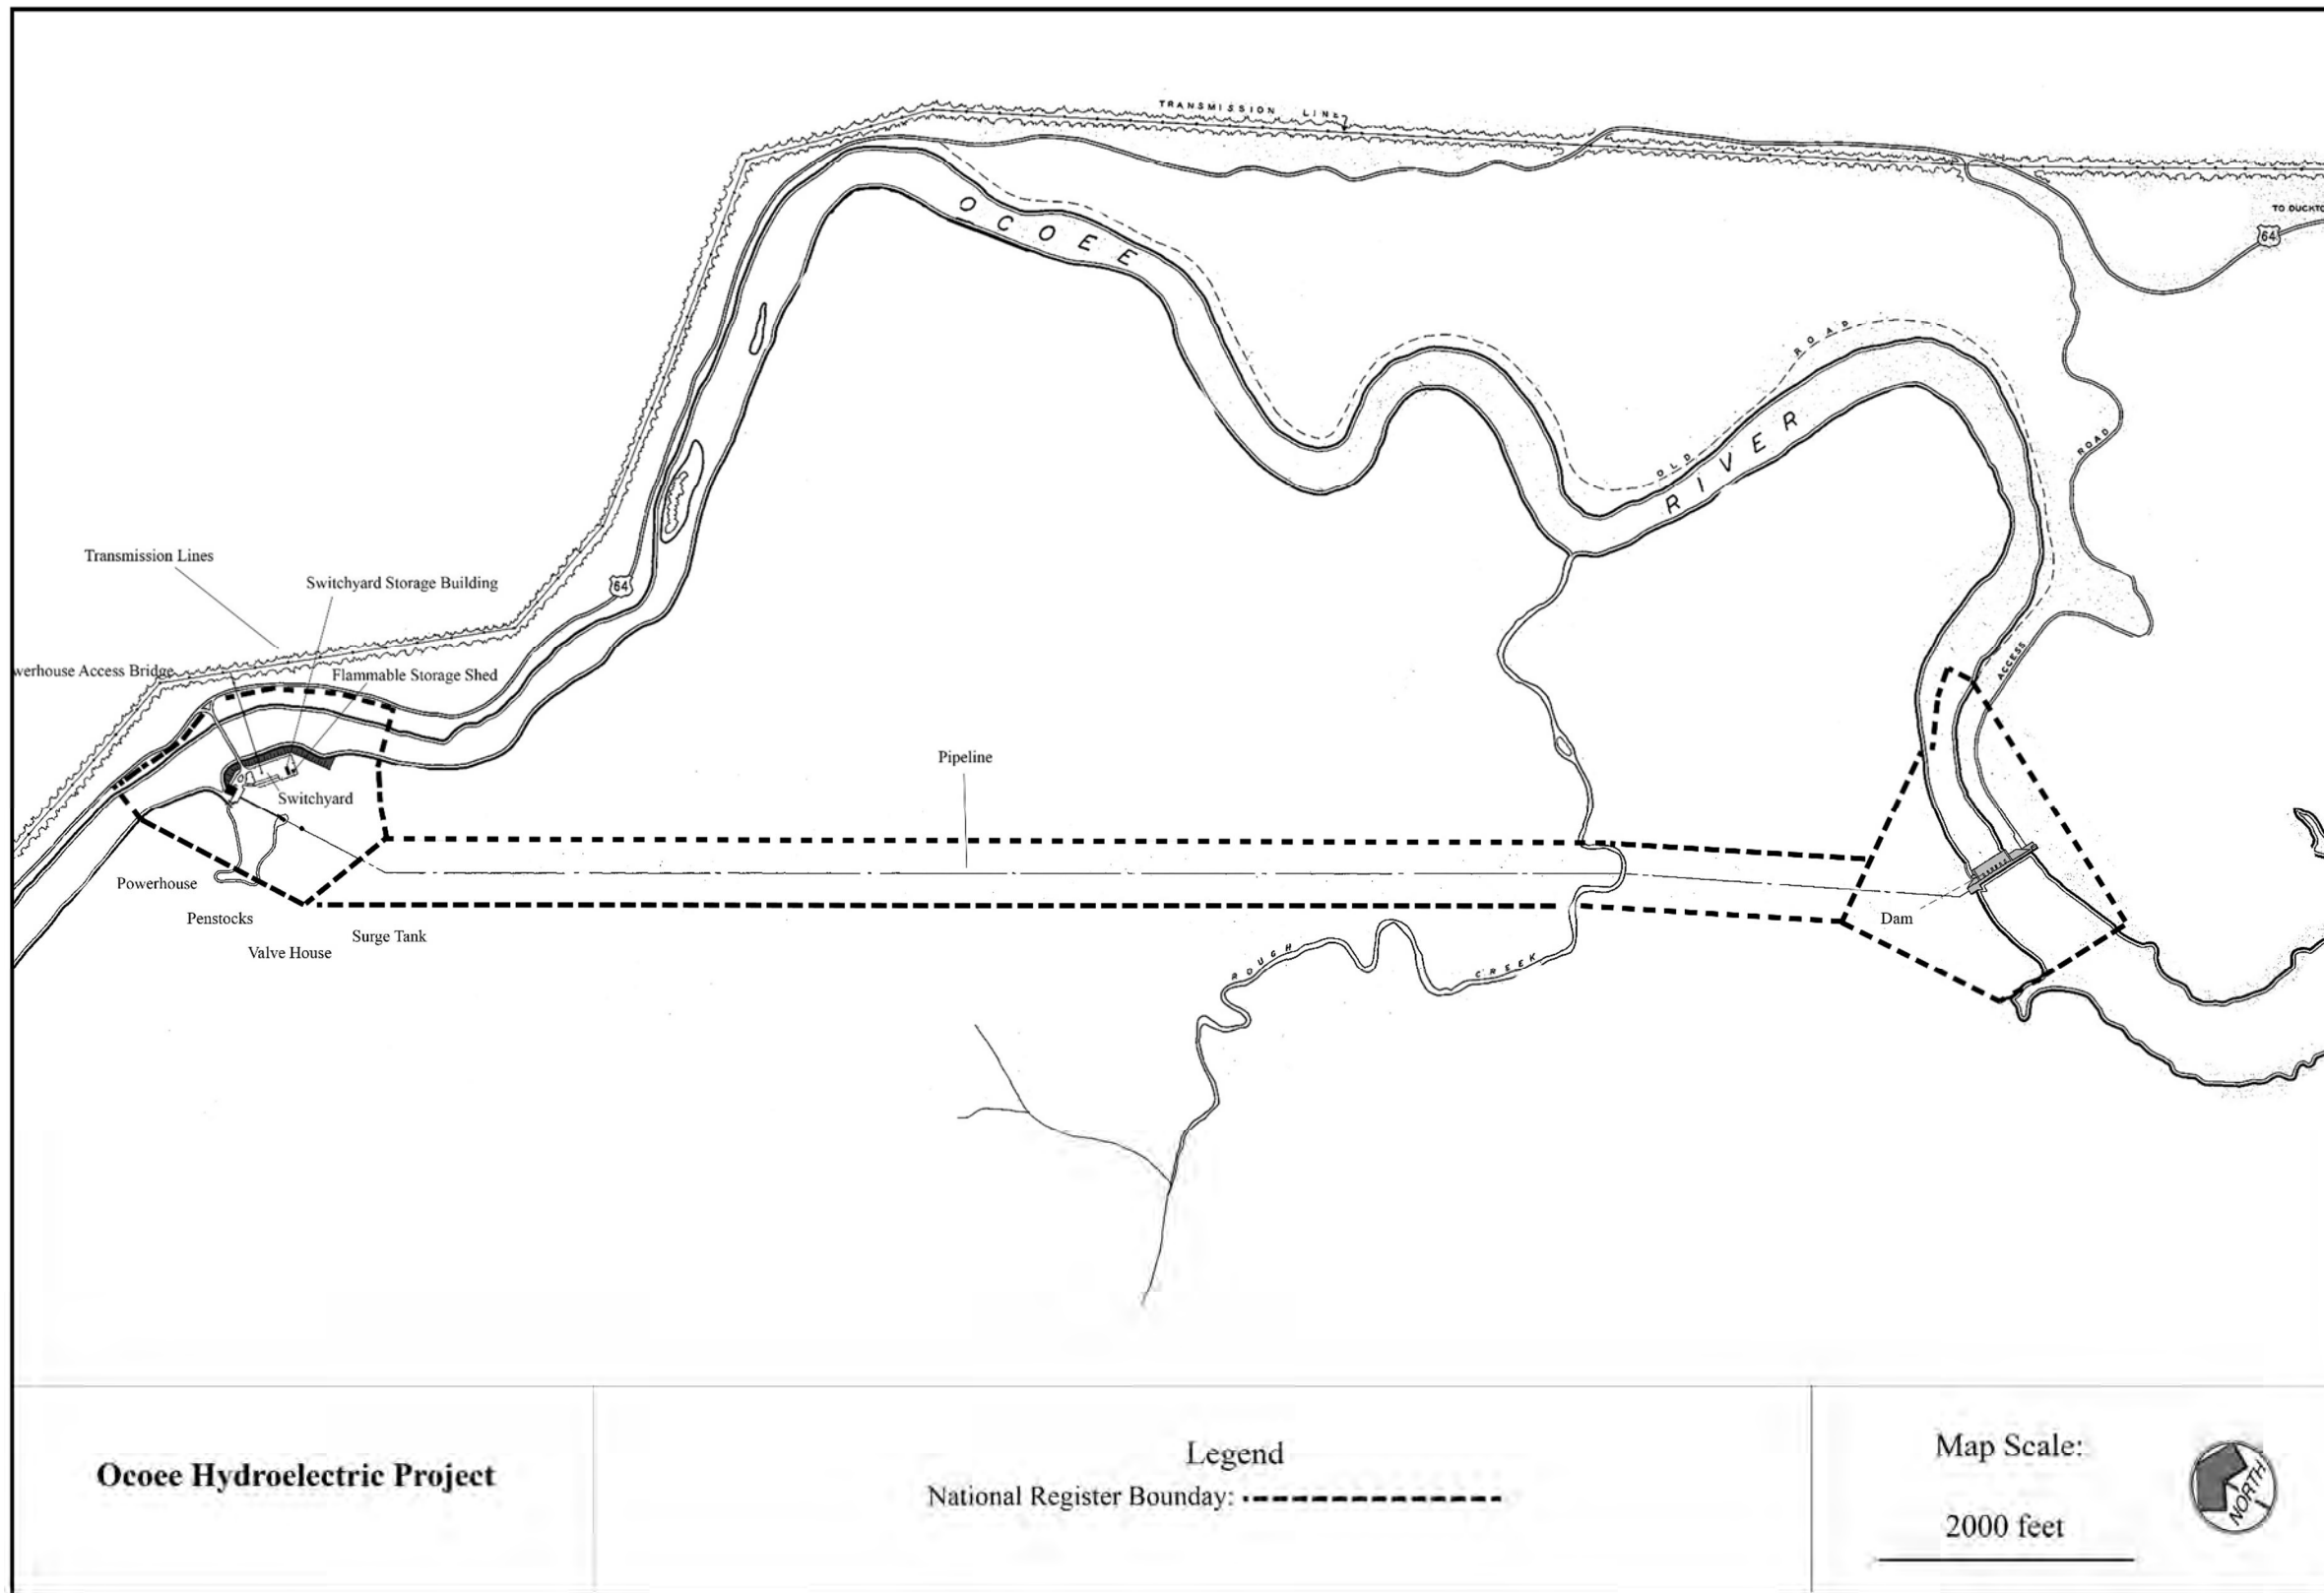 TRANSMISSION LINE
TO DUCKTO
64
OCOEE
OLD ROAD
RIVER
ROAD
Transmission Lines
Switchyard Storage Building
64
werhouse Access Bridge
Flammable Storage Shed
ACCESS
Pipeline
Switchyard
Powerhouse
Penstocks
Dam
Surge Tank
Valve House
ROUGH CREEK
Ocoee Hydroelectric Project
Legend
National Register Bounday:
Map Scale:
2000 feet
NORTH